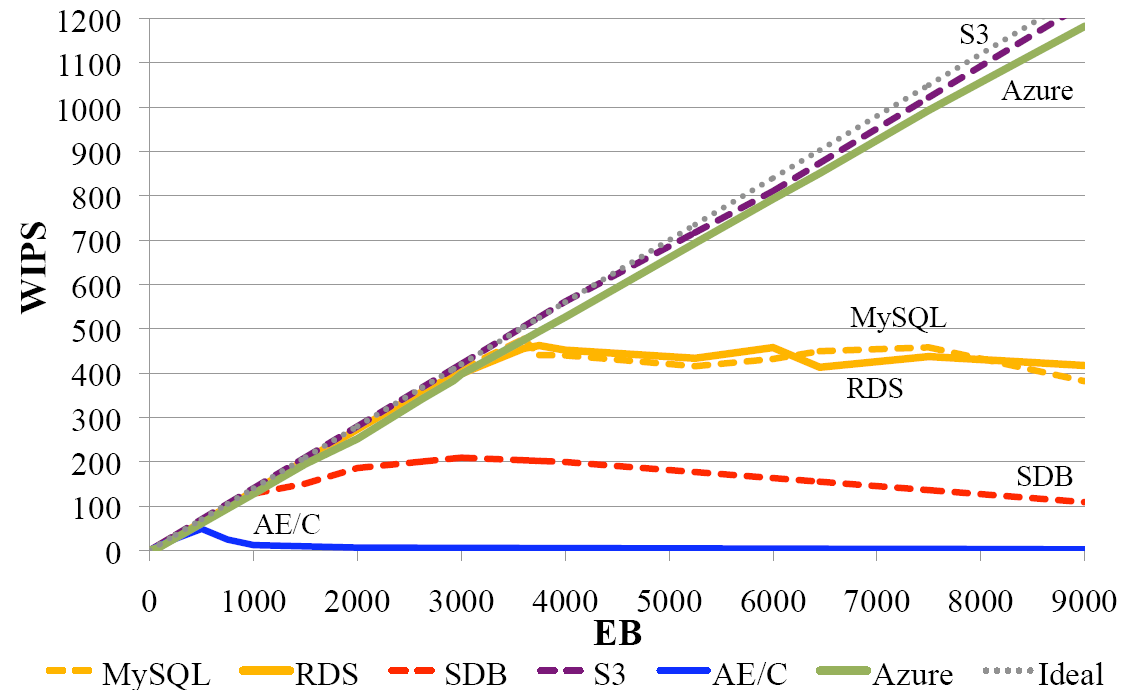 1200
1100
1000
900
800
700
600
500
400
300
200
100
0
WIPS
S3
Azure
MySQL
RDS
SDB
AE/C
0 1000 2000 3000 4000 5000 6000 7000 8000 9000
EB
MySQL RDS SDB S3 AE/C Azure Ideal